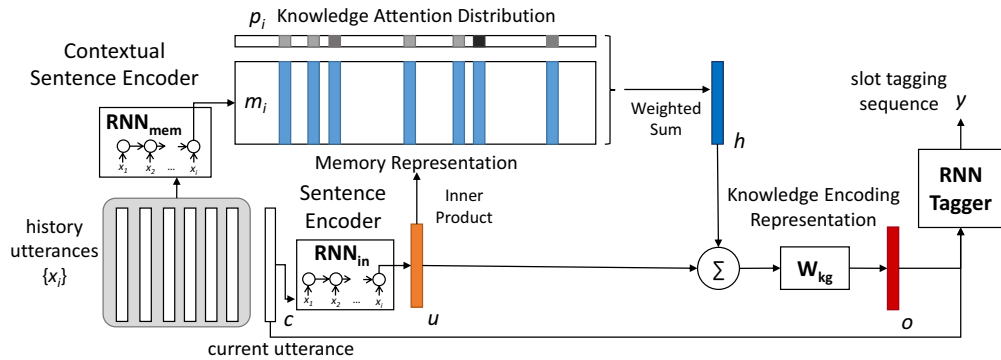 p_i Knowledge Attention Distribution
Contextual
Sentence Encoder
m_i
RNN_mem
x_1 x_2 ... x_i
Weighted
Sum
h
slot tagging
sequence
y
Memory Representation
Sentence
Encoder
Inner
Product
history
utterances
{x_i}
RNN_in
x_1 x_2 ... x_i
c
u
Knowledge Encoding
Representation
RNN
Tagger
Σ
W_kg
o
current utterance